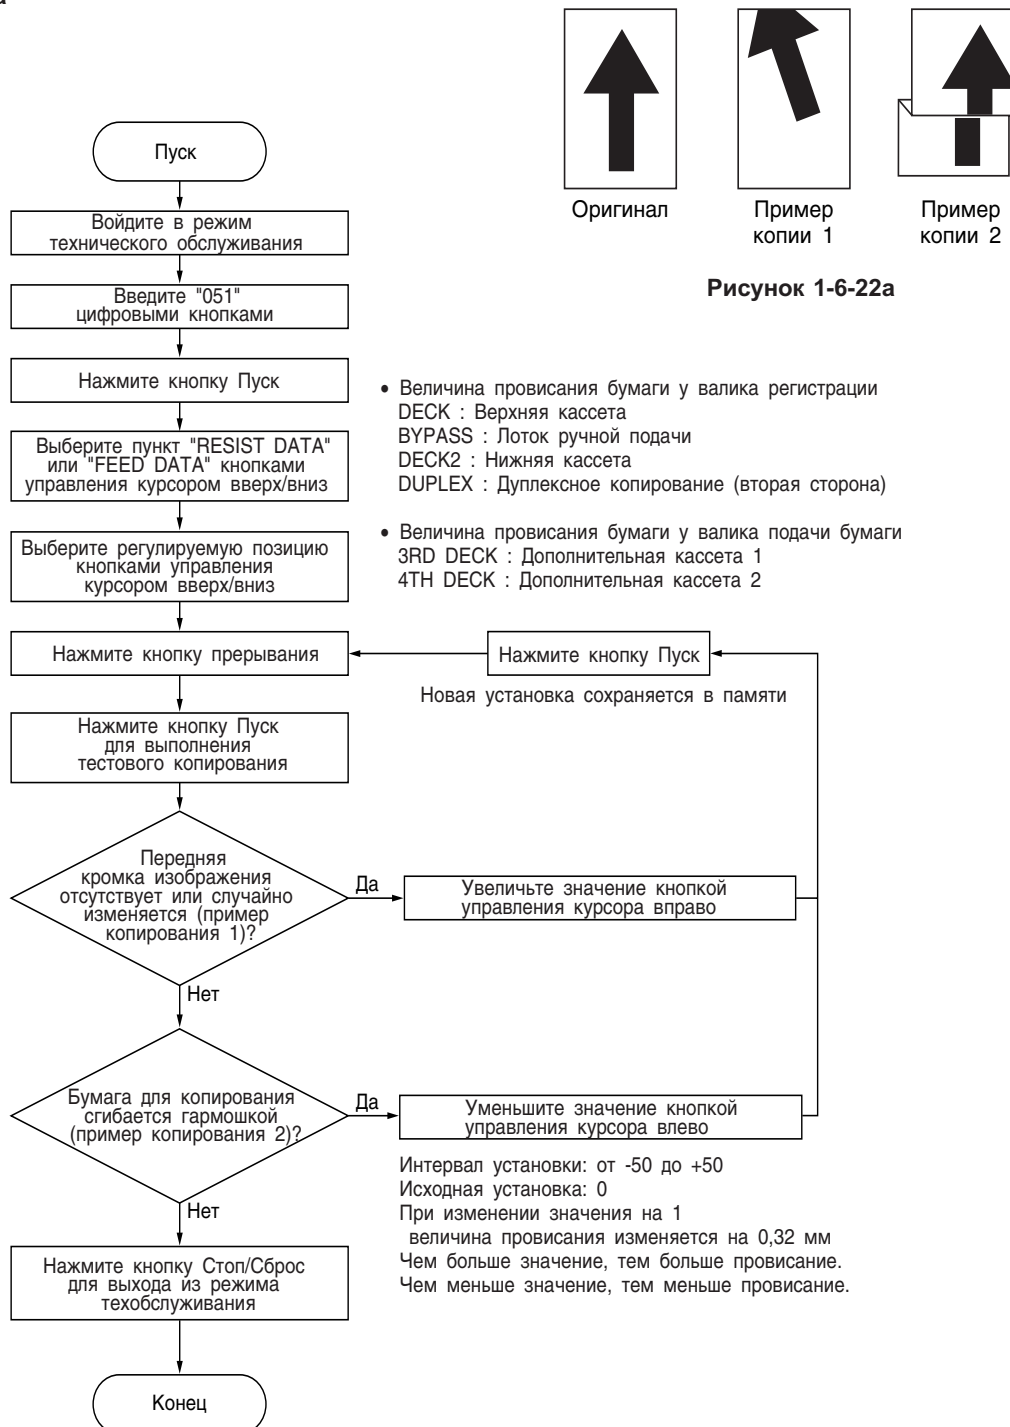 Оригинал
Пример
копии 1
Пример
копии 2
Рисунок 1-6-22а
Пуск
Войдите в режим
технического обслуживания
Введите "051"
цифровыми кнопками
Нажмите кнопку Пуск
Выберите пункт "RESIST DATA"
или "FEED DATA" кнопками
управления курсором вверх/вниз
• Величина провисания бумаги у валика регистрации
DECK : Верхняя кассета
BYPASS : Лоток ручной подачи
DECK2 : Нижняя кассета
DUPLEX : Дуплексное копирование (вторая сторона)
• Величина провисания бумаги у валика подачи бумаги
3RD DECK : Дополнительная кассета 1
4TH DECK : Дополнительная кассета 2
Выберите регулируемую позицию
кнопками управления
курсором вверх/вниз
Нажмите кнопку прерывания
Нажмите кнопку Пуск
Новая установка сохраняется в памяти
Нажмите кнопку Пуск
для выполнения
тестового копирования
Передняя
кромка изображения
отсутствует или случайно
изменяется (пример
копирования 1)?
Да
Увеличьте значение кнопкой
управления курсора вправо
Нет
Бумага для копирования
сгибается гармошкой
(пример копирования 2)?
Да
Уменьшите значение кнопкой
управления курсора влево
Интервал установки: от -50 до +50
Исходная установка: 0
При изменении значения на 1
величина провисания изменяется на 0,32 мм
Чем больше значение, тем больше провисание.
Чем меньше значение, тем меньше провисание.
Нет
Нажмите кнопку Стоп/Сброс
для выхода из режима
техобслуживания
Конец